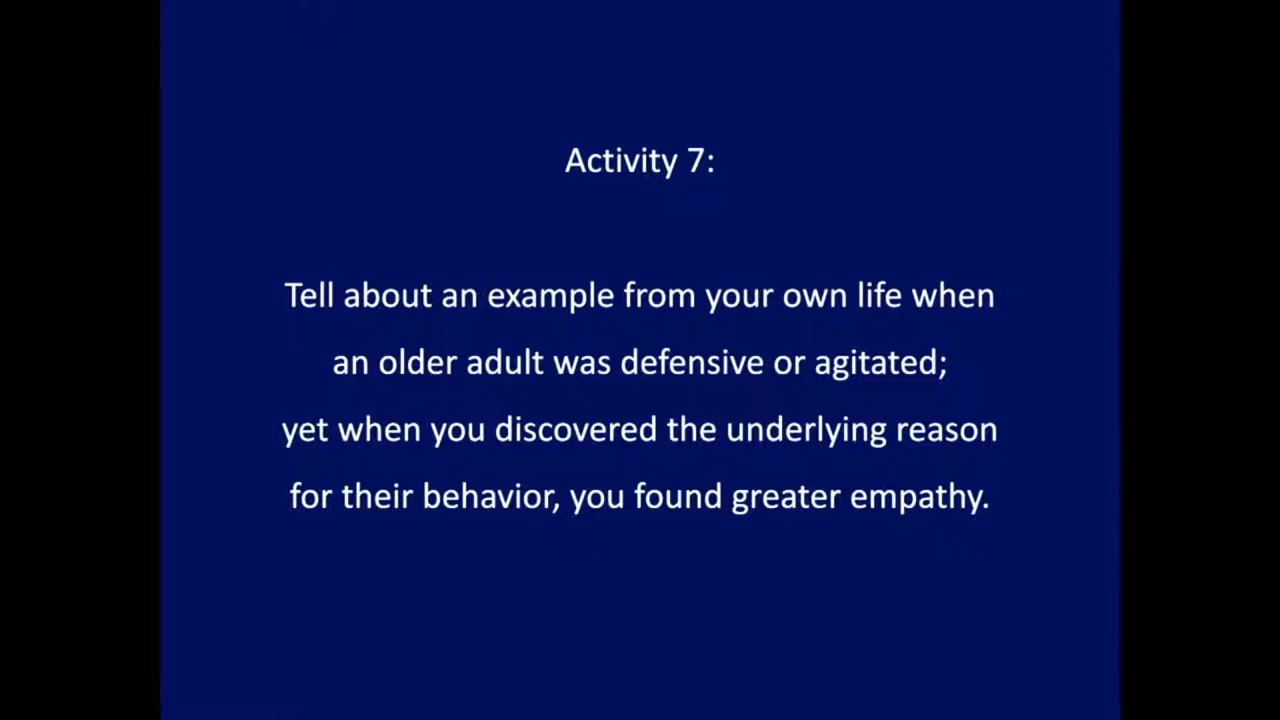 Activity 7:
Tell about an example from your own life when
an older adult was defensive or agitated;
yet when you discovered the underlying reason
for their behavior, you found greater empathy.